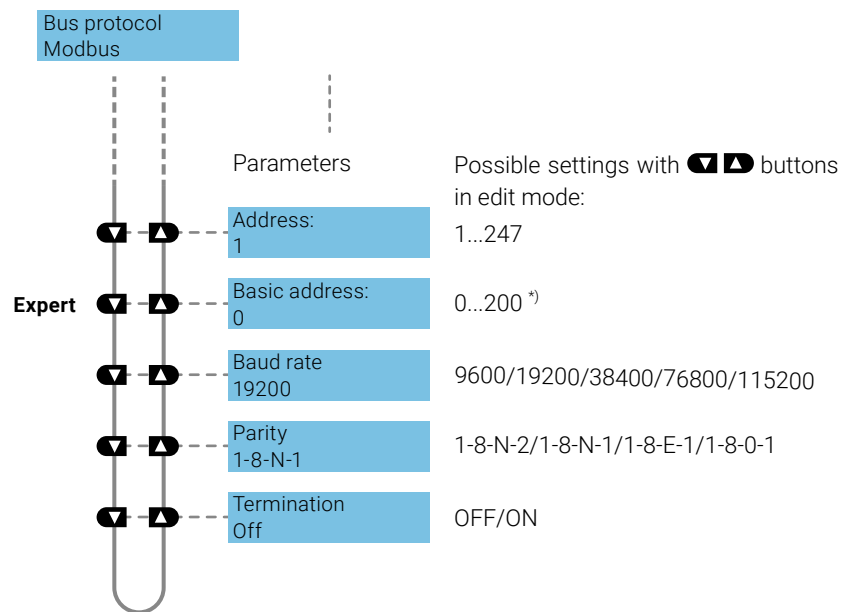 Bus protocol
Modbus
Parameters
Possible settings with buttons
in edit mode:
Address:
1
1...247
Expert
Basic address:
0
0...200 *)
Baud rate
19200
9600/19200/38400/76800/115200
Parity
1-8-N-1
1-8-N-2/1-8-N-1/1-8-E-1/1-8-0-1
Termination
Off
OFF/ON